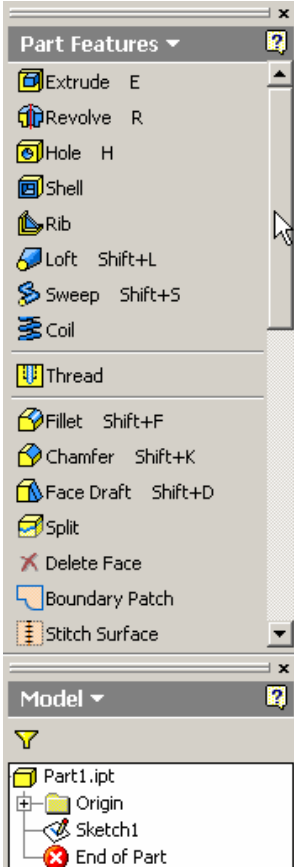 Part Features
Extrude E
Revolve R
Hole H
Shell
Rib
Loft Shift+L
Sweep Shift+S
Coil
Thread
Fillet Shift+F
Chamfer Shift+K
Face Draft Shift+D
Split
Delete Face
Boundary Patch
Stitch Surface
Model
Part1.ipt
Origin
Sketch1
End of Part